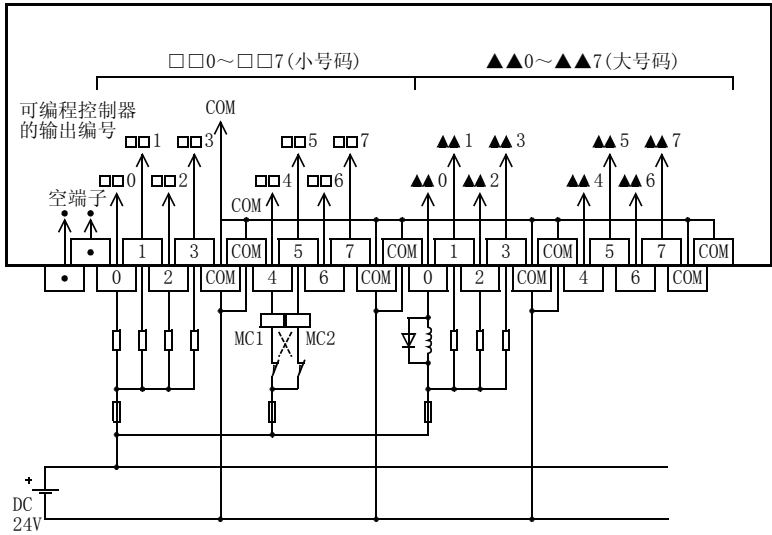 □□0～□□7(小号码)
▲▲0～▲▲7(大号码)
可编程控制器
的输出编号
COM
□□1
□□3
□□5
□□7
▲▲1
▲▲3
▲▲5
▲▲7
□□0
□□2
□□4
□□6
▲▲0
▲▲2
▲▲4
▲▲6
空端子
COM
• 1 3 COM 5 7 COM 1 3 COM 5 7 COM
• 0 2 COM 4 6 COM 0 2 COM 4 6 COM
MC1
MC2
+
DC
24V